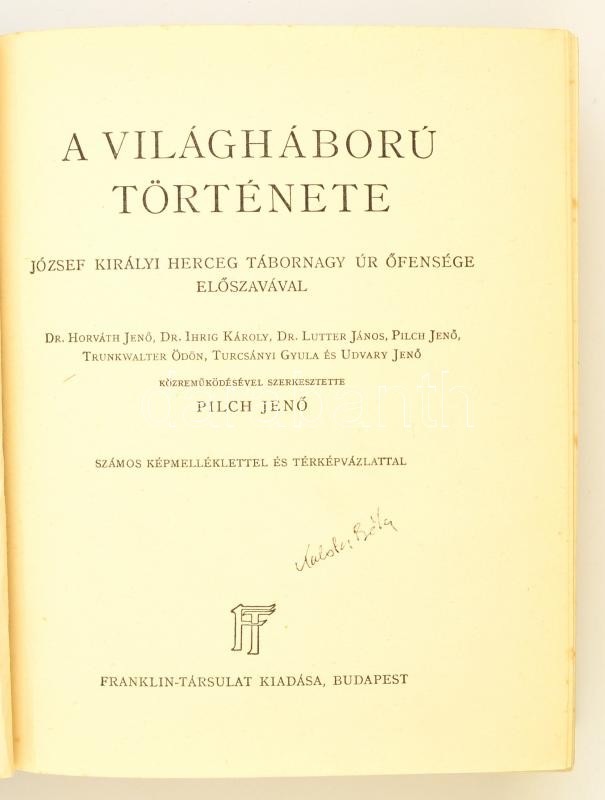 A VILÁGHÁBORÚ
TÖRTÉNETE
JÓZSEF KIRÁLYI HERCEG TÁBORNAGY ÚR ŐFENSÉGE
ELŐSZAVÁVAL
DR. HORVÁTH JENŐ, DR. IHRIG KÁROLY, DR. LUTTER JÁNOS, PILCH JENŐ,
TRUNKWALTER ÖDÖN, TURCSÁNYI GYULA ÉS UDVARY JENŐ
KÖZREMŰKÖDÉSÉVEL SZERKESZTETTE
PILCH JENŐ
SZÁMOS KÉPMELLÉKLETTEL ÉS TÉRKÉPVÁZLATTAL
FRANKLIN-TÁRSULAT KIADÁSA, BUDAPEST